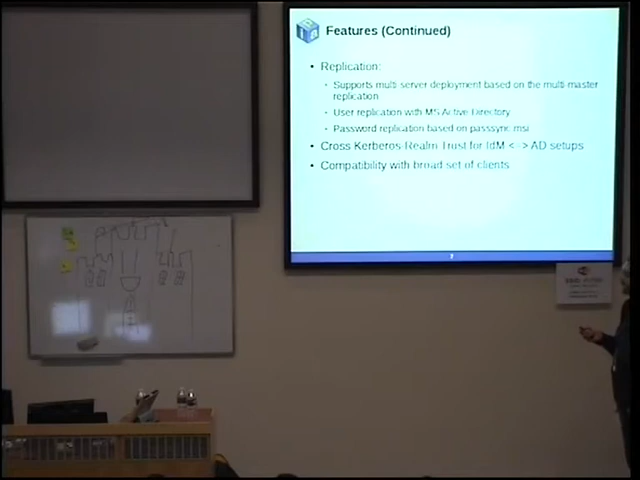 Features (Continued)
• Replication:
• Supports multi server deployment based on the multi master
replication
• User replication with MS Active Directory
• Password replication based on passsync msi
• Cross Kerberos Realm Trust for IdM < > AD setups
• Compatibility with broad set of clients
7